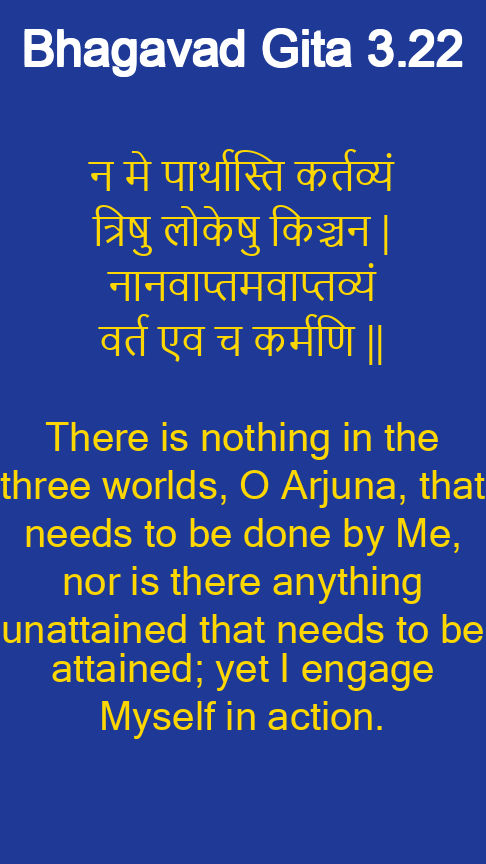 Bhagavad Gita 3.22
न मे पार्थास्ति कर्तव्यं
त्रिषु लोकेषु किञ्चन |
नानवाप्तमवाप्तव्यं
वर्त एव च कर्मणि ||
There is nothing in the
three worlds, O Arjuna, that
needs to be done by Me,
nor is there anything
unattained that needs to be
attained; yet I engage
Myself in action.